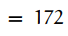 = 172